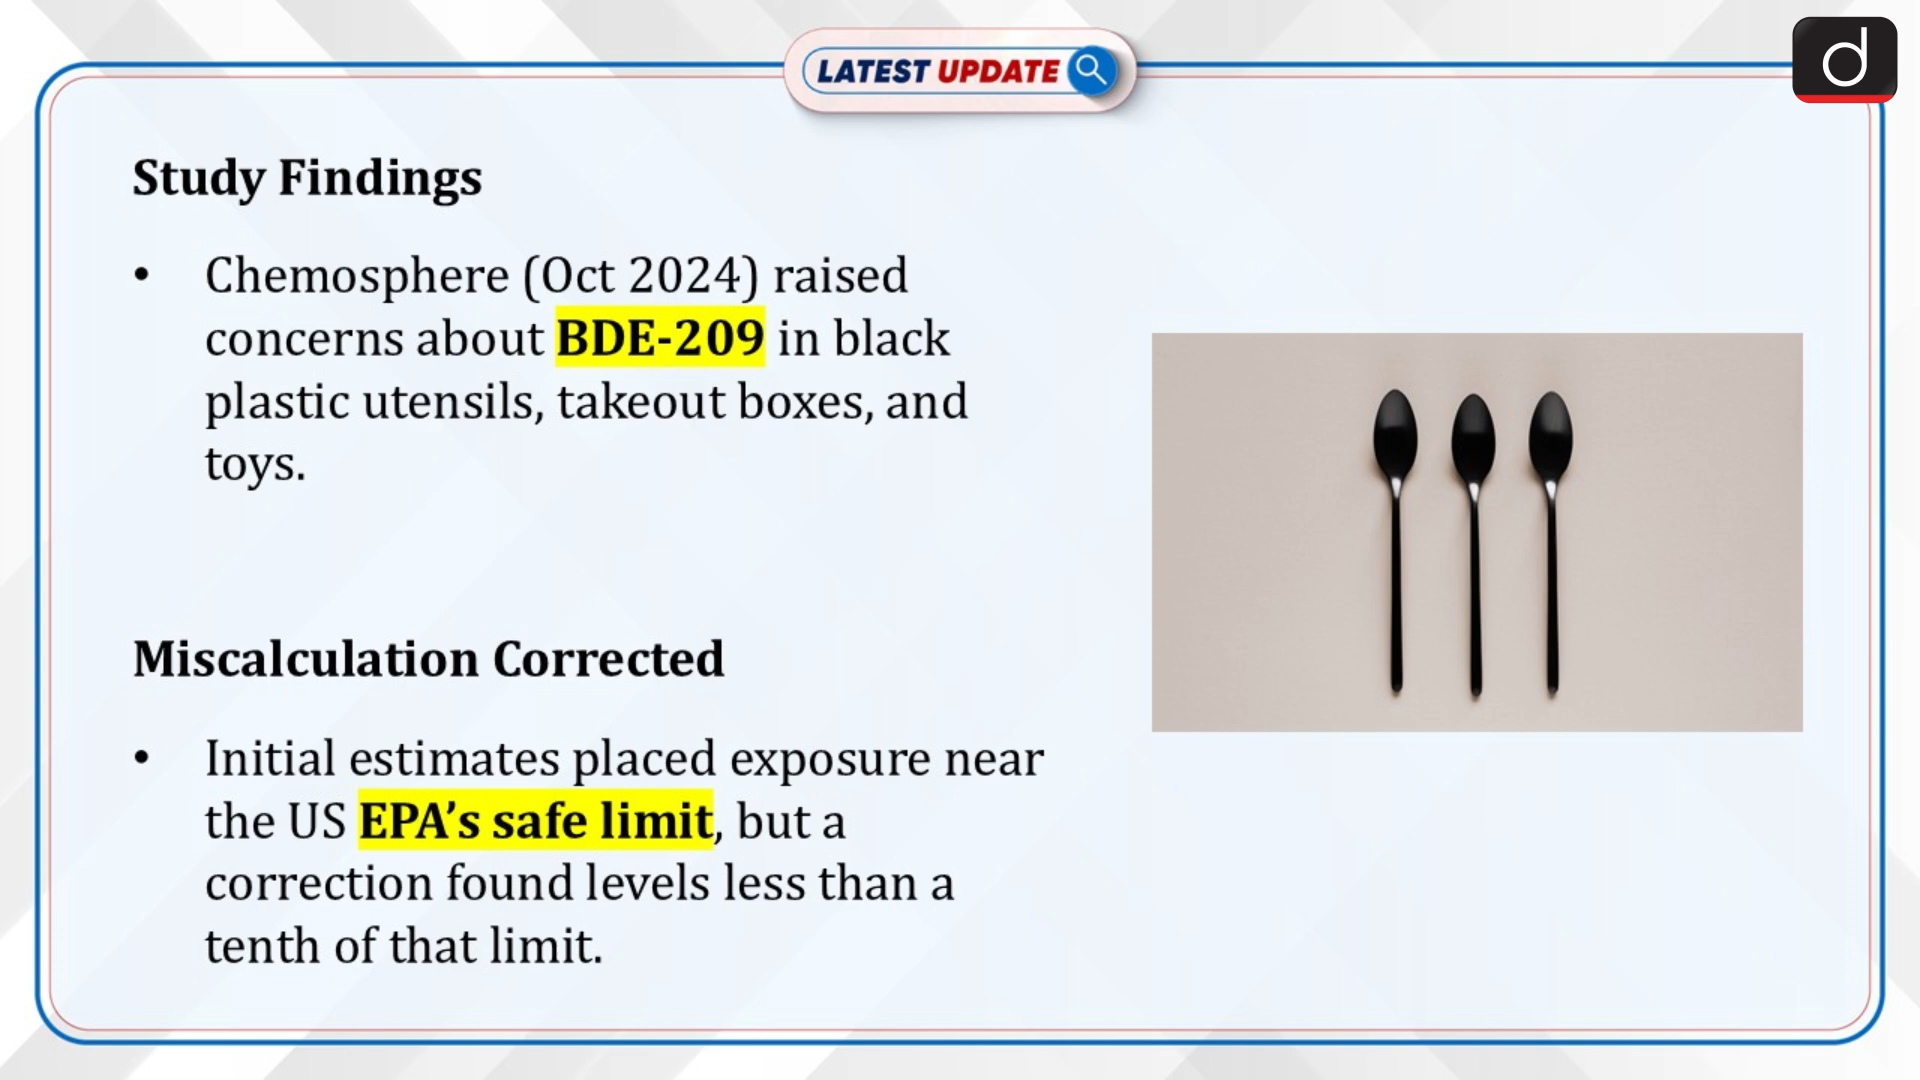 LATEST UPDATE
d
Study Findings
• Chemosphere (Oct 2024) raised
concerns about BDE-209 in black
plastic utensils, takeout boxes, and
toys.
Miscalculation Corrected
• Initial estimates placed exposure near
the US EPA’s safe limit, but a
correction found levels less than a
tenth of that limit.